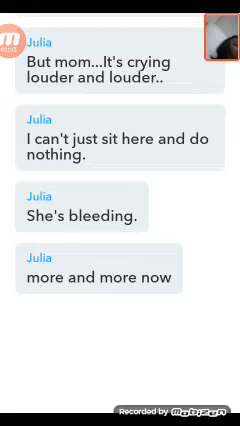 Julia
But mom...It's crying
louder and louder..
Julia
I can't just sit here and do
nothing.
Julia
She's bleeding.
Julia
more and more now
Recorded by mobizen